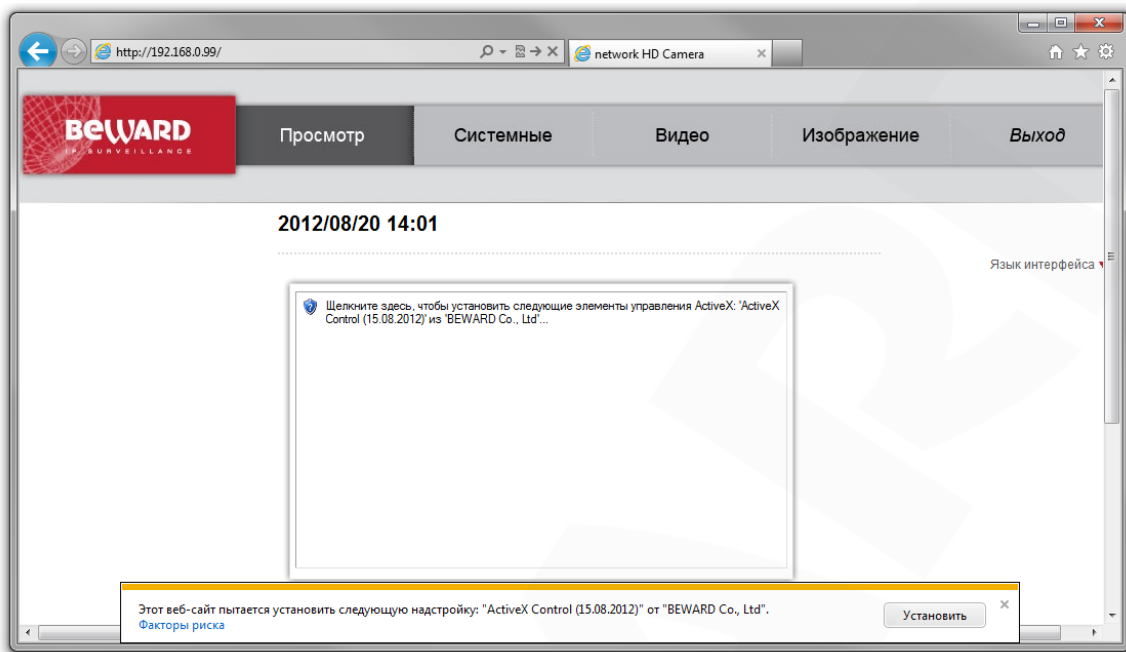 http://192.168.0.99/
network HD Camera
BEWARD
IP SURVEILLANCE
Просмотр
Системные
Видео
Изображение
Выход
2012/08/20 14:01
Язык интерфейса
Щелкните здесь, чтобы установить следующие элементы управления ActiveX: 'ActiveX
Control (15.08.2012)' из 'BEWARD Co., Ltd'...
Этот веб-сайт пытается установить следующую надстройку: "ActiveX Control (15.08.2012)" от "BEWARD Co., Ltd".
Факторы риска
Установить